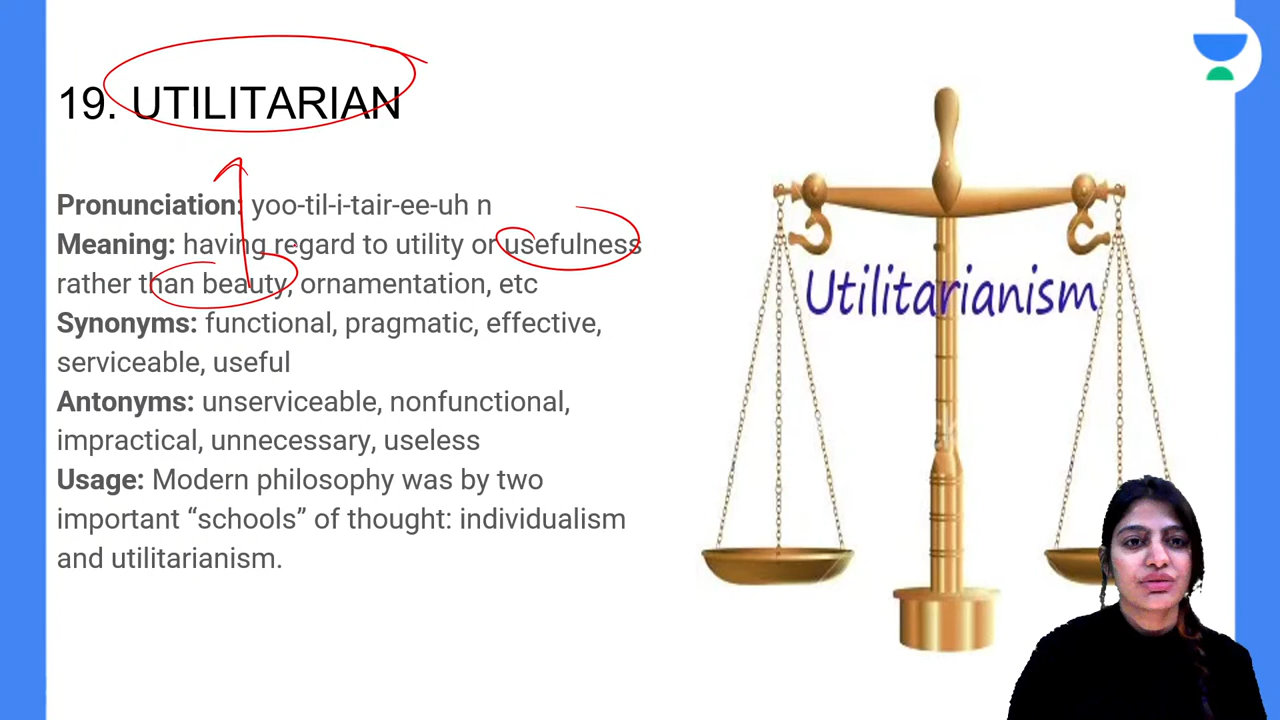 19. UTILITARIAN
Pronunciation: yoo-til-i-tair-ee-uh n
Meaning: having regard to utility or usefulness
rather than beauty, ornamentation, etc
Synonyms: functional, pragmatic, effective,
serviceable, useful
Antonyms: unserviceable, nonfunctional,
impractical, unnecessary, useless
Usage: Modern philosophy was by two
important “schools” of thought: individualism
and utilitarianism.
Utilitarianism